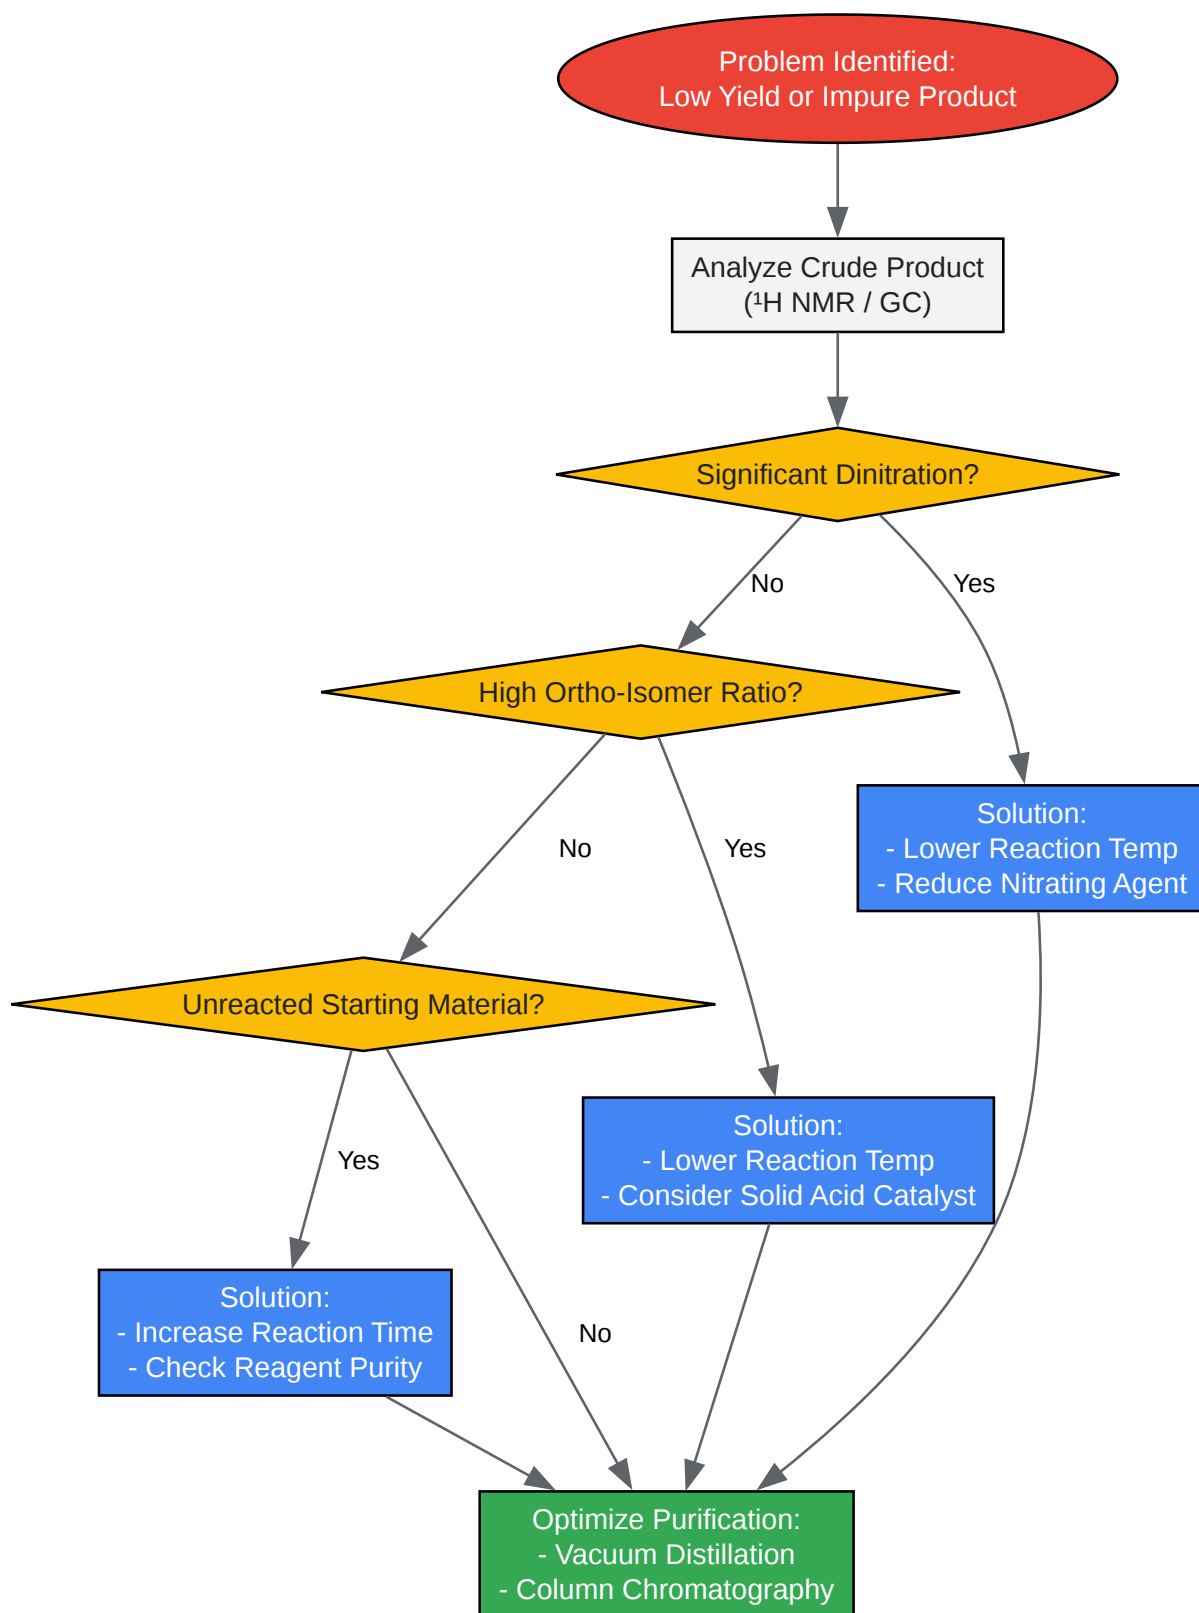 Problem Identified:
Low Yield or Impure Product
Analyze Crude Product
(¹H NMR / GC)
Significant Dinitration?
No
Yes
High Ortho-Isomer Ratio?
Solution:
- Lower Reaction Temp
- Reduce Nitrating Agent
No
Yes
Unreacted Starting Material?
Solution:
- Lower Reaction Temp
- Consider Solid Acid Catalyst
Yes
No
Solution:
- Increase Reaction Time
- Check Reagent Purity
Optimize Purification:
- Vacuum Distillation
- Column Chromatography